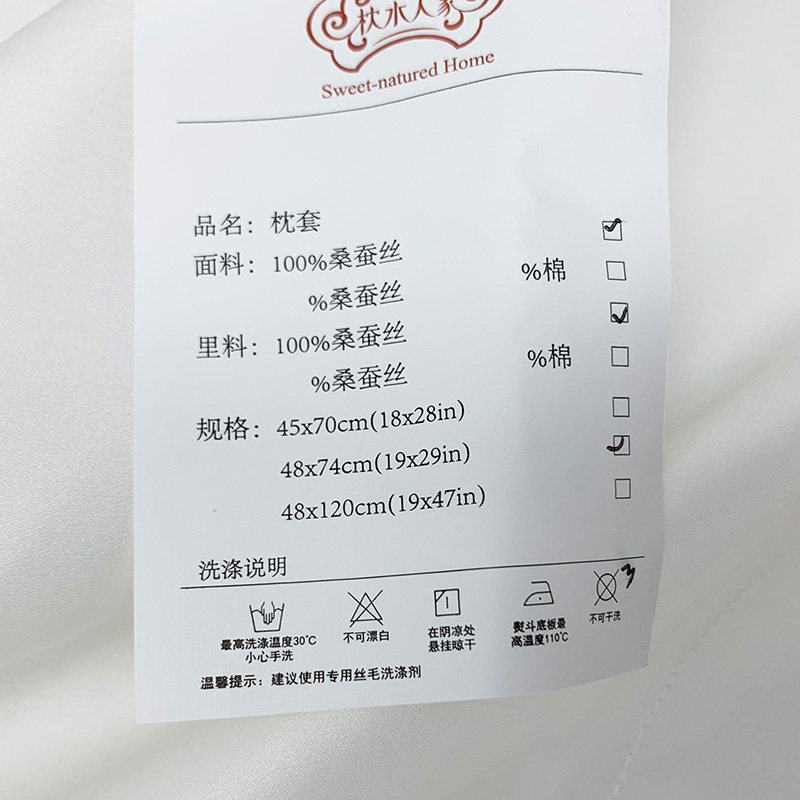 枕水人家
Sweet-natured Home
品名：枕套
面料：100%桑蚕丝
%桑蚕丝 %棉
里料：100%桑蚕丝
%桑蚕丝 %棉
规格：45x70cm(18x28in)
48x74cm(19x29in)
48x120cm(19x47in)
洗涤说明
3
最高洗涤温度30℃ 不可漂白 在阴凉处 熨斗底板最 不可干洗
小心手洗 悬挂晾干 高温度110℃
温馨提示：建议使用专用丝毛洗涤剂